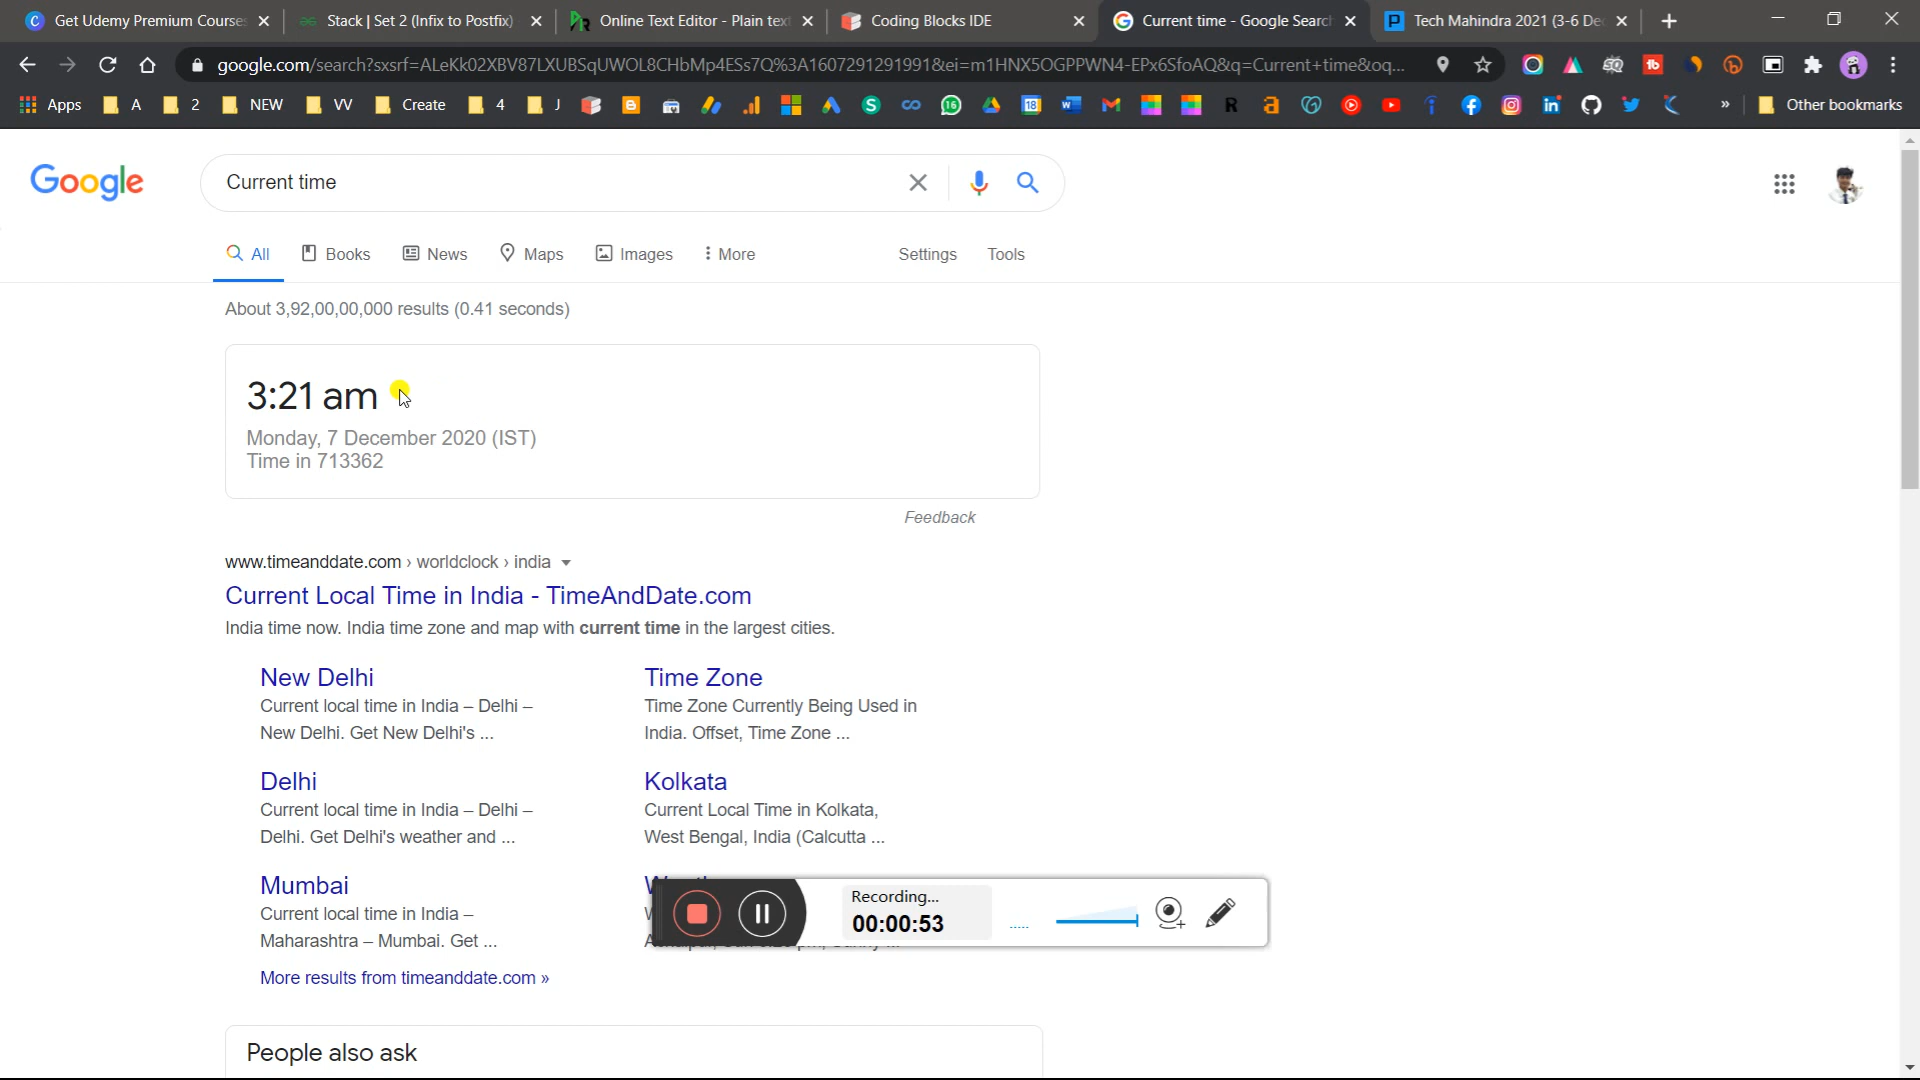 Get Udemy Premium Courses
Stack | Set 2 (Infix to Postfix)
Online Text Editor - Plain text
Coding Blocks IDE
Current time - Google Search
Tech Mahindra 2021 (3-6 De
google.com/search?sxsrf=ALeKk02XBV87LXUBSqUWOL8CHbMp4ESs7Q%3A1607291291991&ei=m1HNX5OGPPWN4-EPx6SfoAQ&q=Current+time&oq...
Apps A 2 NEW VV Create 4 J 16 18 » Other bookmarks
Google
Current time
All Books News Maps Images More Settings Tools
About 3,92,00,00,000 results (0.41 seconds)
3:21 am
Monday, 7 December 2020 (IST)
Time in 713362
Feedback
www.timeanddate.com › worldclock › india
Current Local Time in India - TimeAndDate.com
India time now. India time zone and map with current time in the largest cities.
New Delhi
Current local time in India – Delhi –
New Delhi. Get New Delhi's ...
Time Zone
Time Zone Currently Being Used in
India. Offset, Time Zone ...
Delhi
Current local time in India – Delhi –
Delhi. Get Delhi's weather and ...
Kolkata
Current Local Time in Kolkata,
West Bengal, India (Calcutta ...
Mumbai
Current local time in India –
Maharashtra – Mumbai. Get ...
Recording...
00:00:53
More results from timeanddate.com »
People also ask